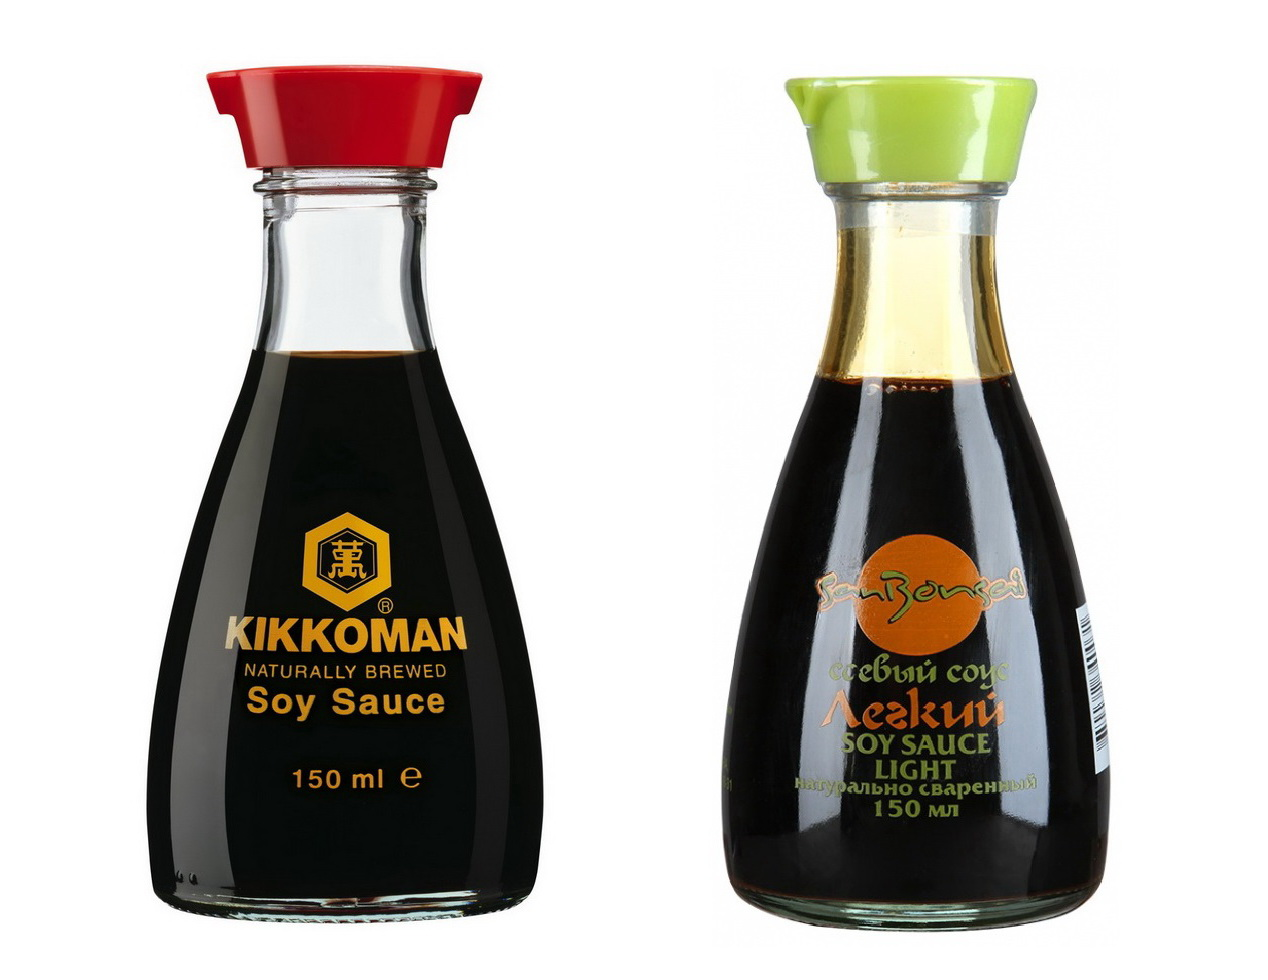 萬
®
KIKKOMAN
NATURALLY BREWED
Soy Sauce
150 ml ℮
SanBonsai
соевый соус
Легкий
SOY SAUCE
LIGHT
натурально сваренный
150 мл